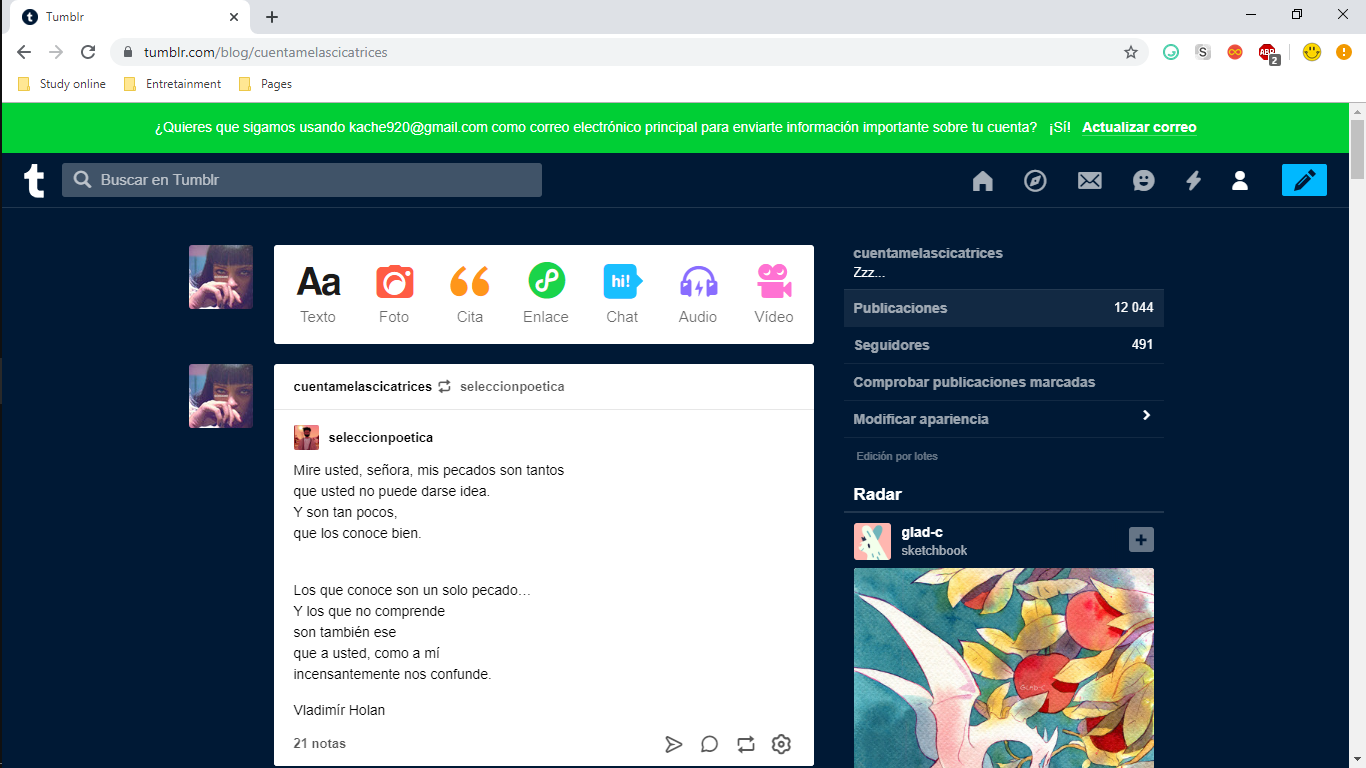 Tumblr
tumblr.com/blog/cuentamelascicatrices
S
ABP
2
Study online
Entretainment
Pages
¿Quieres que sigamos usando kache920@gmail.com como correo electrónico principal para enviarte información importante sobre tu cuenta? ¡Sí! Actualizar correo
t
Buscar en Tumblr
Aa
hi!
Texto
Foto
Cita
Enlace
Chat
Audio
Vídeo
cuentamelascicatrices
Zzz...
Publicaciones 12 044
Seguidores 491
Comprobar publicaciones marcadas
Modificar apariencia
Edición por lotes
cuentamelascicatrices seleccionpoetica
seleccionpoetica
Mire usted, señora, mis pecados son tantos
que usted no puede darse idea.
Y son tan pocos,
que los conoce bien.
Los que conoce son un solo pecado…
Y los que no comprende
son también ese
que a usted, como a mí
incensantemente nos confunde.
Vladimír Holan
21 notas
Radar
glad-c
sketchbook
GLAD-C